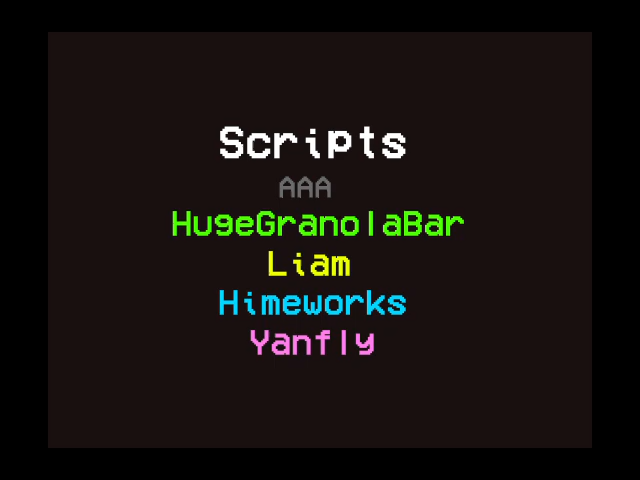 Scripts
AAA
HugeGranolaBar
Liam
Himeworks
Yanfly